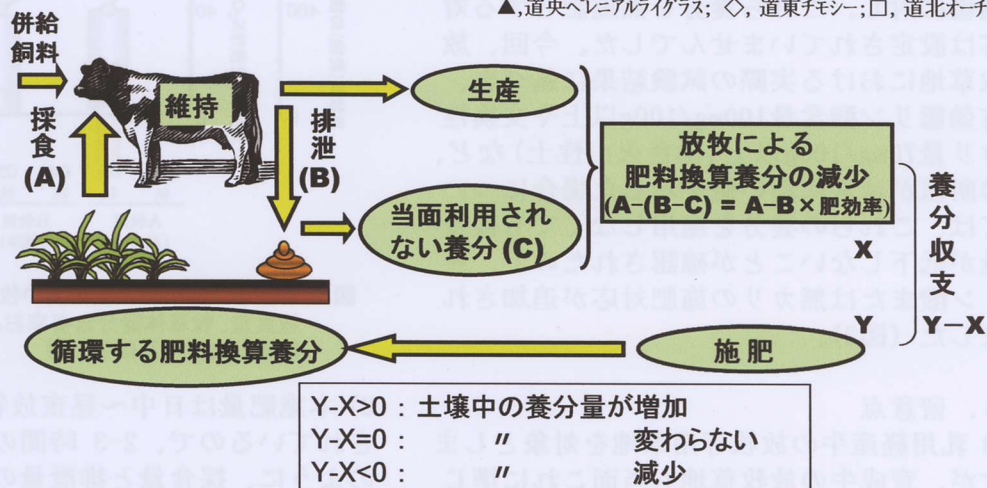 ▲,道央ペレニアルライグラス; ◇, 道東チモシー;□, 道北オーチ
併給
飼料
維持
採食
(A)
排泄
(B)
生産
当面利用され
ない養分(C)
放牧による
肥料換算養分の減少
(A-(B-C) = A-B×肥効率)
X
Y
養分収支
Y-X
循環する肥料換算養分
施肥
Y-X>0 : 土壌中の養分量が増加
Y-X=0 : 〃 変わらない
Y-X<0 : 〃 減少